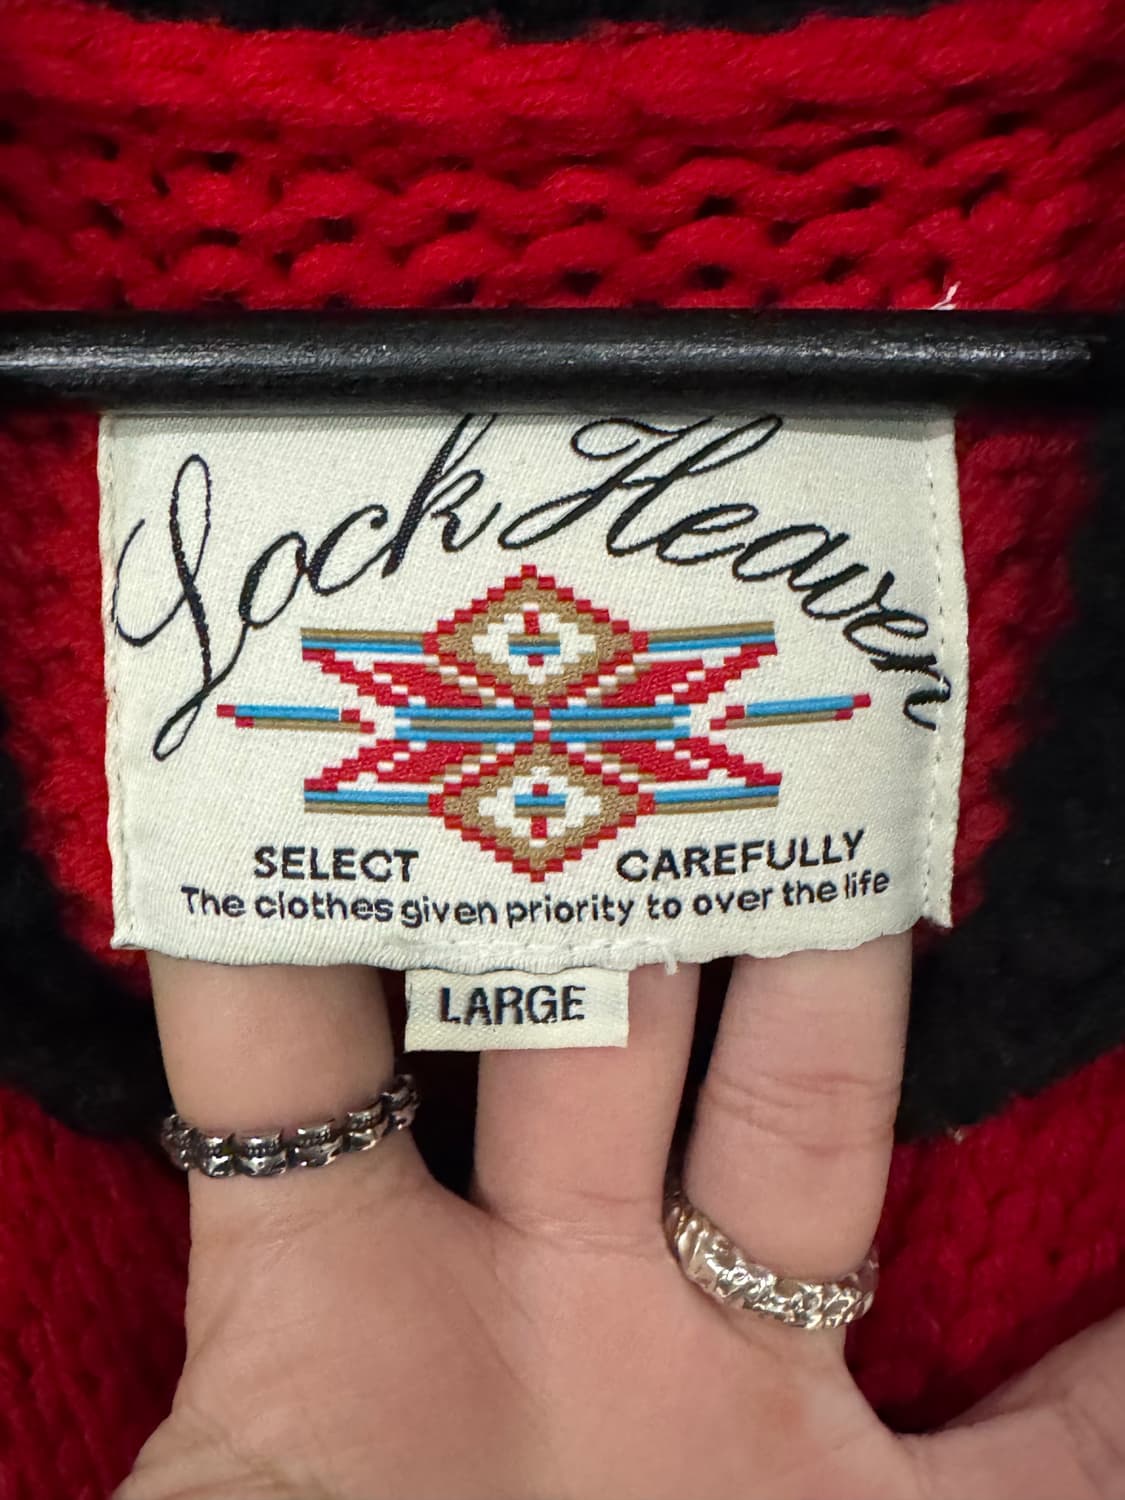 Lock Heaven
SELECT CAREFULLY
The clothes given priority to over the life
LARGE